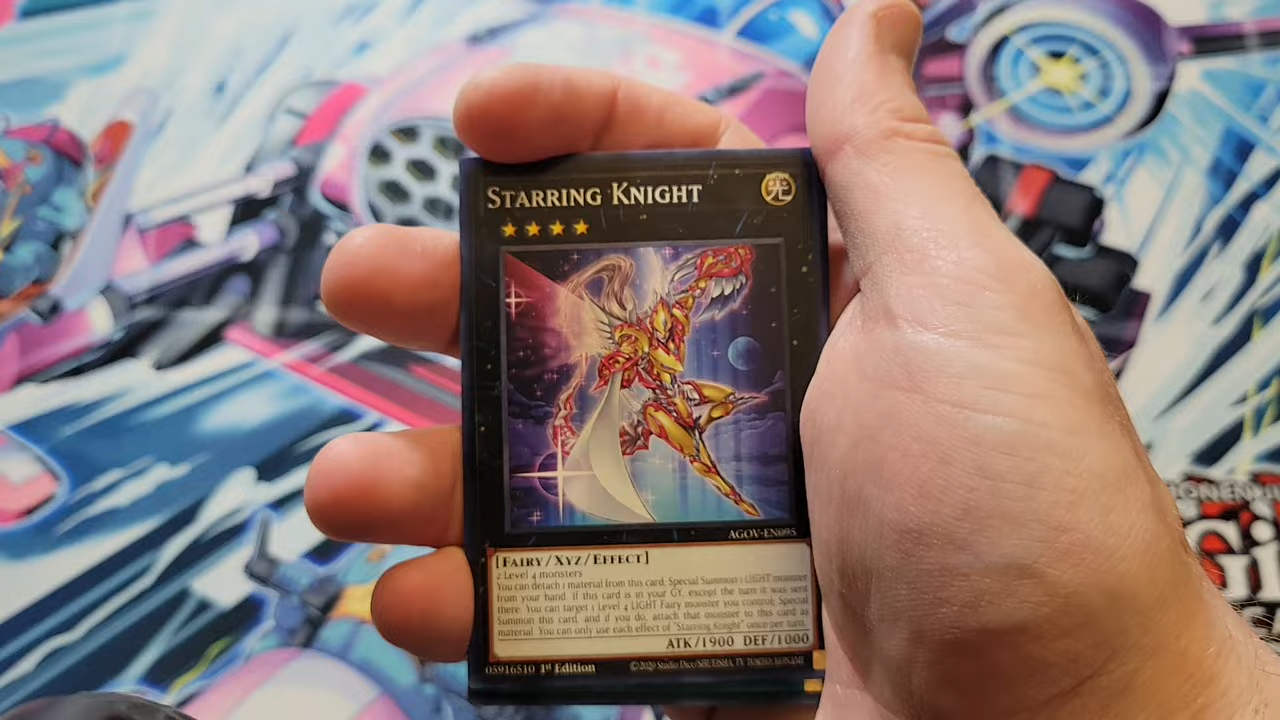 STARRING KNIGHT
光
AGOV-EN095
[FAIRY/XYZ/EFFECT]
2 Level 4 monsters
You can detach 1 material from this card; Special Summon 1 LIGHT monster
from your hand. If this card is in your GY, except the turn it was sent
there: You can target 1 Level 4 LIGHT Fairy monster you control; Special
Summon this card, and if you do, attach that monster to this card as
material. You can only use each effect of "Starring Knight" once per turn.
ATK/1900 DEF/1000
05916510 1st Edition
©2020 Studio Dice/SHUEISHA, TV TOKYO, KONAMI
Gi